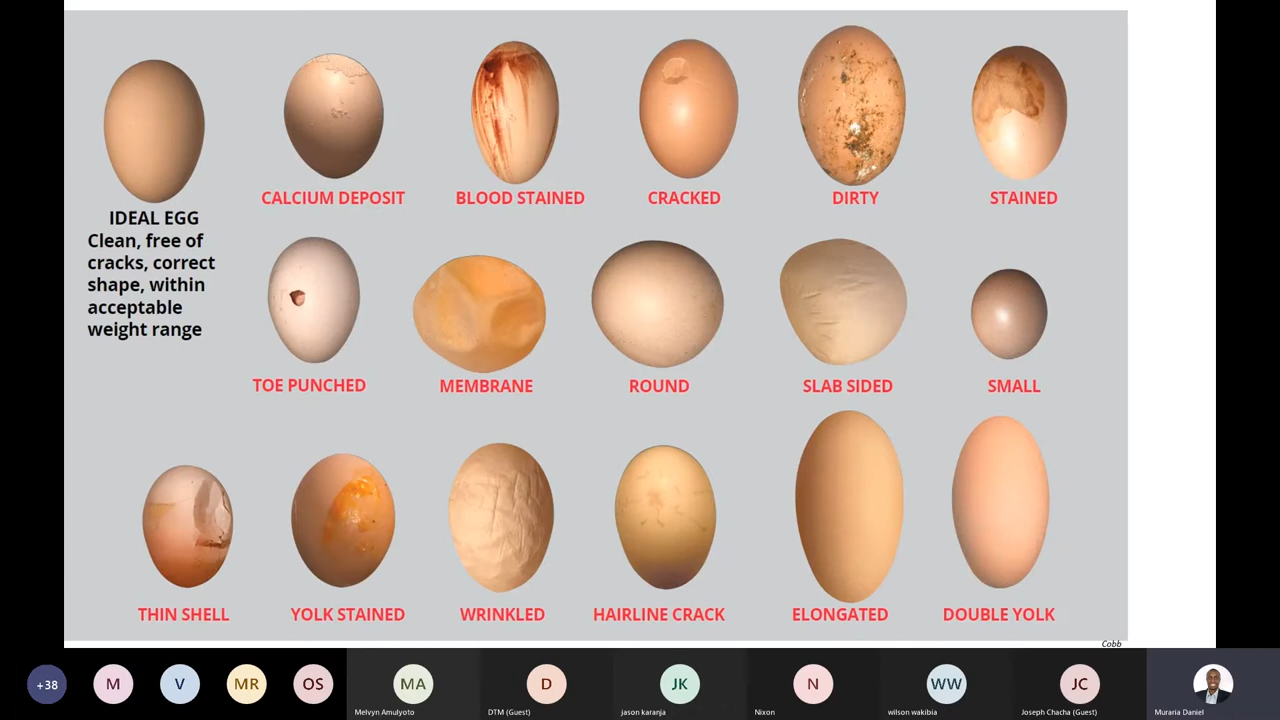 CALCIUM DEPOSIT
BLOOD STAINED
CRACKED
DIRTY
STAINED
IDEAL EGG
Clean, free of
cracks, correct
shape, within
acceptable
weight range
TOE PUNCHED
MEMBRANE
ROUND
SLAB SIDED
SMALL
THIN SHELL
YOLK STAINED
WRINKLED
HAIRLINE CRACK
ELONGATED
DOUBLE YOLK
Cobb
+38
M
V
MR
OS
MA
D
JK
N
WW
JC
Melvyn Amulyoto
DTM (Guest)
jason karanja
Nixon
wilson wakibia
Joseph Chacha (Guest)
Muraria Daniel